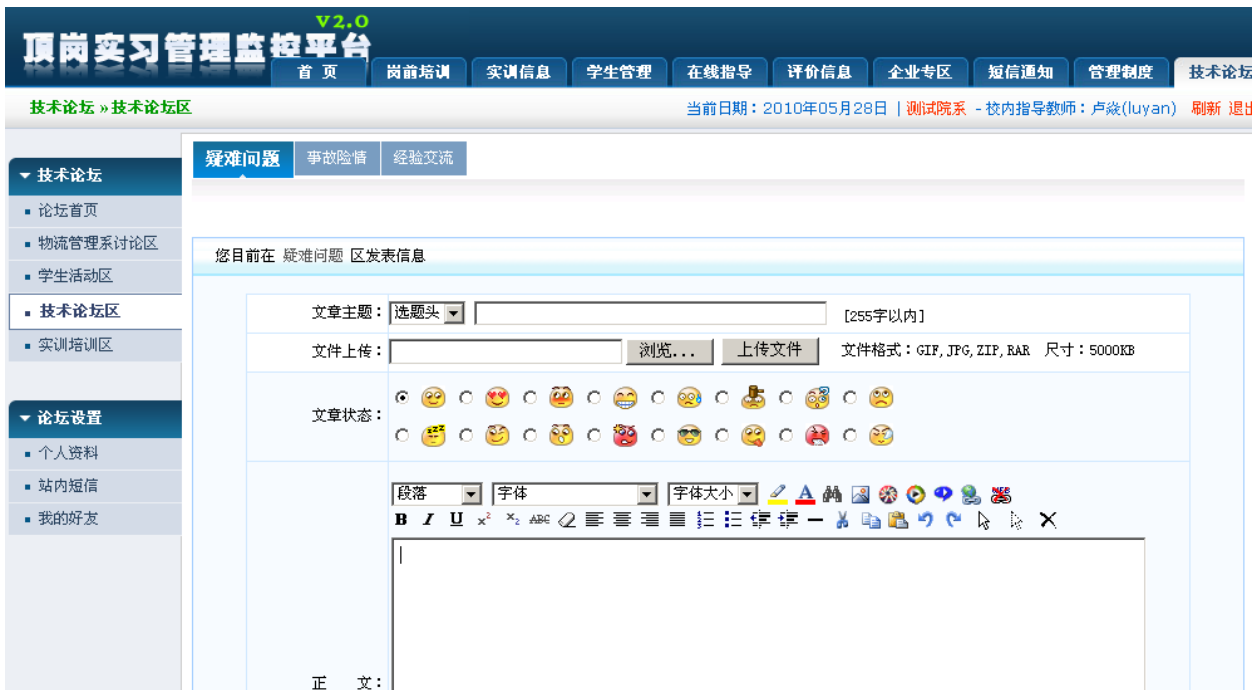 V2.0
顶岗实习管理监控平台
首 页 岗前培训 实训信息 学生管理 在线指导 评价信息 企业专区 短信通知 管理制度 技术论坛
技术论坛 » 技术论坛区 当前日期：2010年05月28日 | 测试院系 - 校内指导教师：卢焱(luyan) 刷新 退出
疑难问题 事故险情 经验交流
技术论坛
论坛首页
物流管理系讨论区
学生活动区
技术论坛区
实训培训区
论坛设置
个人资料
站内短信
我的好友
您目前在 疑难问题 区发表信息
文章主题： 选题头 [255字以内]
文件上传： 浏览... 上传文件 文件格式：GIF, JPG, ZIP, RAR 尺寸：5000KB
文章状态：
段落 字体 字体大小
B I U x² x₂ ABC
正 文：